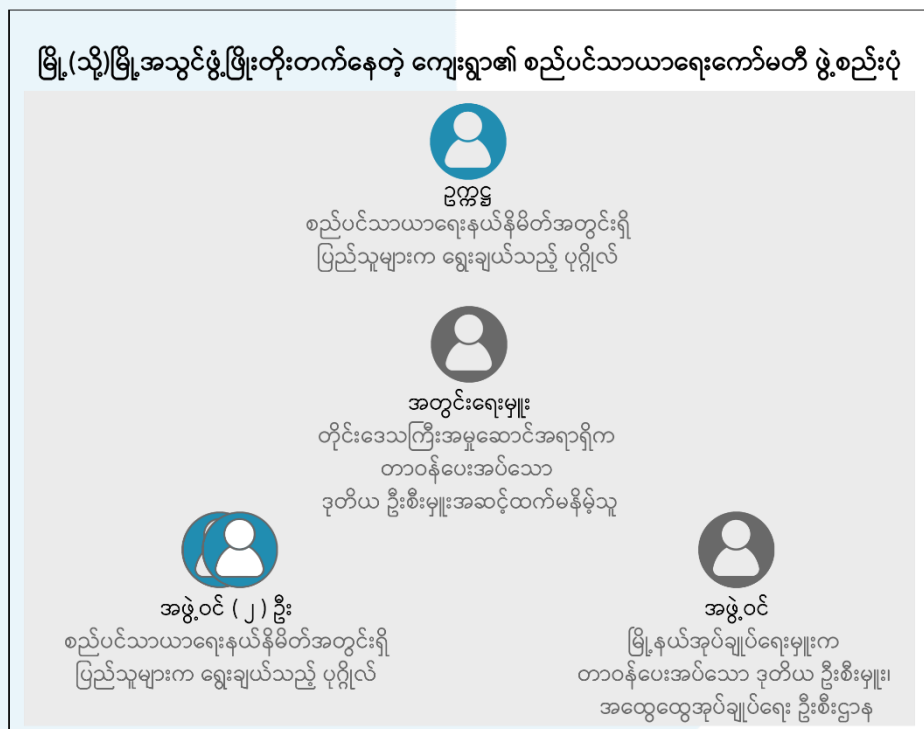 မြို့(သို့)မြို့အသွင်ဖွံ့ဖြိုးတိုးတက်နေတဲ့ ကျေးရွာ၏ စည်ပင်သာယာရေးကော်မတီ ဖွဲ့စည်းပုံ
ဥက္ကဋ္ဌ
စည်ပင်သာယာရေးနယ်နိမိတ်အတွင်းရှိ
ပြည်သူများက ရွေးချယ်သည့် ပုဂ္ဂိုလ်
အတွင်းရေးမှူး
တိုင်းဒေသကြီးအမှုဆောင်အရာရှိက
တာဝန်ပေးအပ်သော
ဒုတိယ ဦးစီးမှူးအဆင့်ထက်မနိမ့်သူ
အဖွဲ့ဝင် ( ၂ ) ဦး
စည်ပင်သာယာရေးနယ်နိမိတ်အတွင်းရှိ
ပြည်သူများက ရွေးချယ်သည့် ပုဂ္ဂိုလ်
အဖွဲ့ဝင်
မြို့နယ်အုပ်ချုပ်ရေးမှူးက
တာဝန်ပေးအပ်သော ဒုတိယ ဦးစီးမှူး၊
အထွေထွေအုပ်ချုပ်ရေး ဦးစီးဌာန